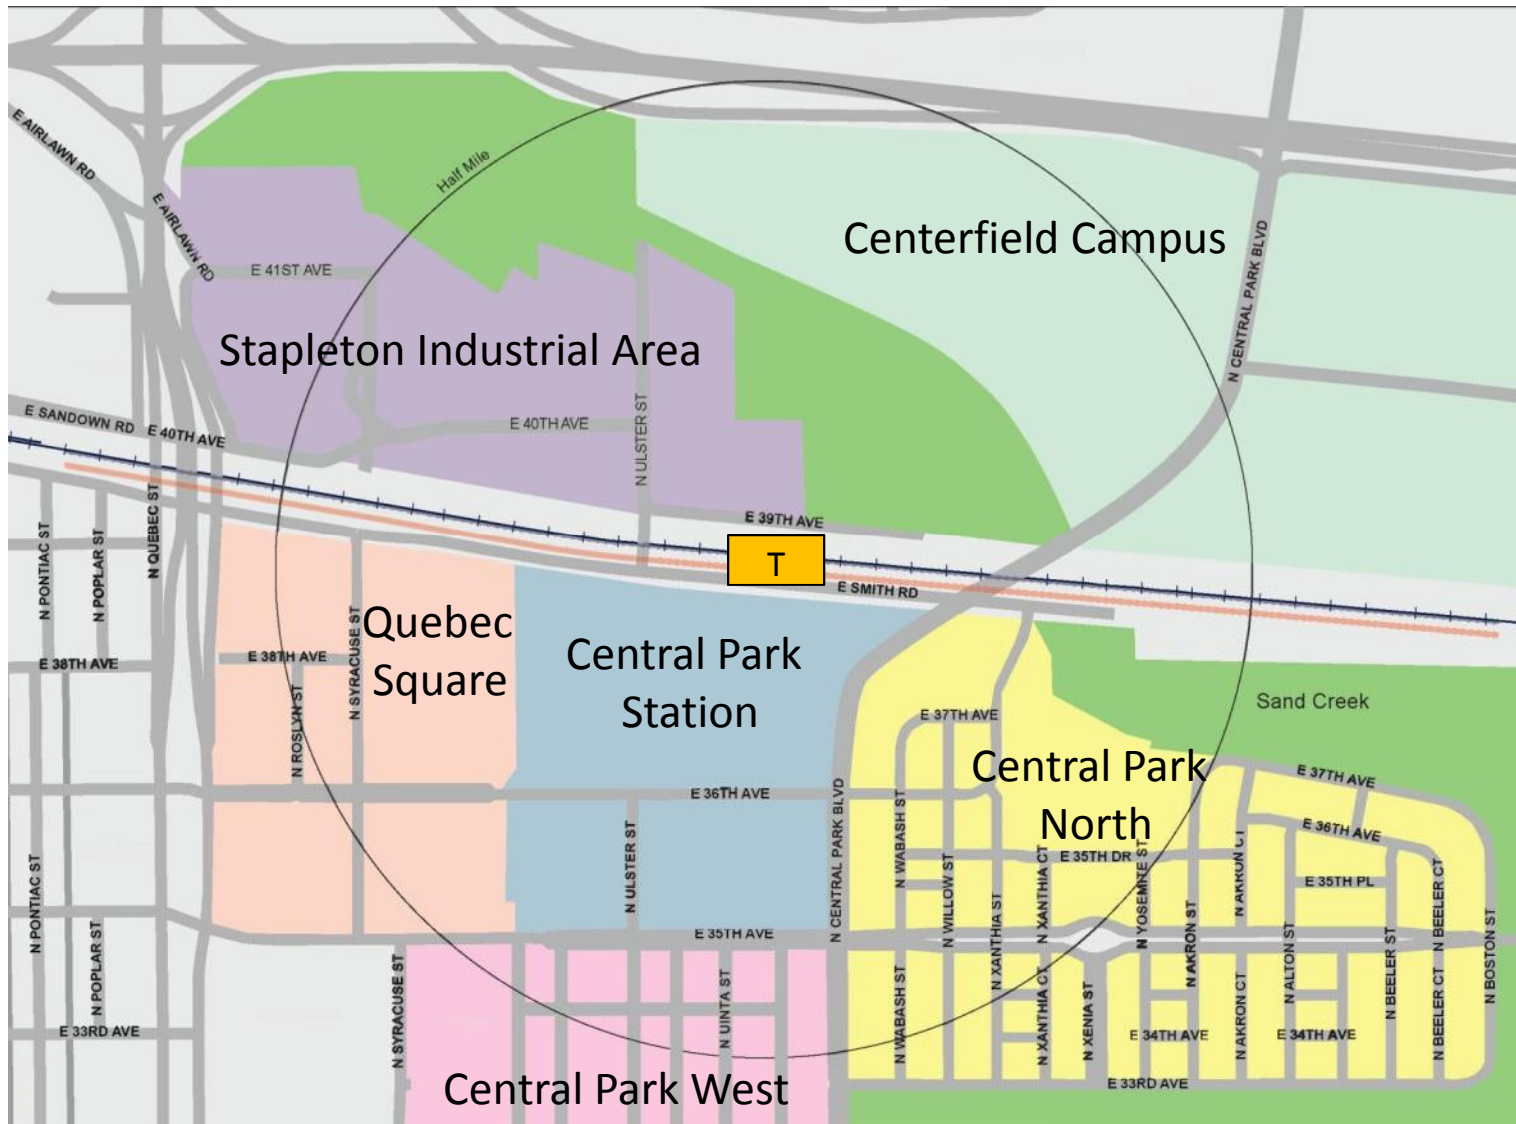 E AIRLAWN RD
Half Mile
E AIRLAWN RD
Centerfield Campus
N CENTRAL PARK BLVD
E 41ST AVE
Stapleton Industrial Area
E SANDOWN RD
E 40TH AVE
E 40TH AVE
N ULSTER ST
N QUEBEC ST
E 39TH AVE
T
E SMITH RD
N PONTIAC ST
N POPLAR ST
N SYRACUSE ST
Quebec
Square
Central Park
Station
E 38TH AVE
E 38TH AVE
N ROSLYN ST
Sand Creek
E 37TH AVE
Central Park
North
E 37TH AVE
E 36TH AVE
N CENTRAL PARK BLVD
N WABASH ST
E 36TH AVE
N ULSTER ST
E 35TH DR
E 35TH PL
N PONTIAC ST
N POPLAR ST
N WILLOW ST
N XANTHIA ST
N XANTHIA CT
N YOSEMITE ST
N AKRON ST
N AKRON CT
N ALTON ST
N BEELER ST
N BEELER CT
N BOSTON ST
E 35TH AVE
N SYRACUSE ST
N UINTA ST
N WABASH ST
N XANTHIA CT
N XENIA ST
N AKRON CT
N BEELER CT
E 33RD AVE
E 34TH AVE
E 34TH AVE
Central Park West
E 33RD AVE